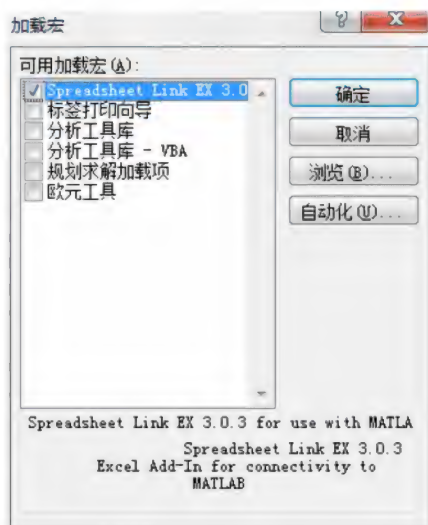 加载宏
可用加载宏(A):
Spreadsheet Link EX 3.0
标签打印向导
分析工具库
分析工具库 - VBA
规划求解加载项
欧元工具
确定
取消
浏览(B)...
自动化(U)...
Spreadsheet Link EX 3.0.3 for use with MATLA
Spreadsheet Link EX 3.0.3
Excel Add-In for connectivity to
MATLAB